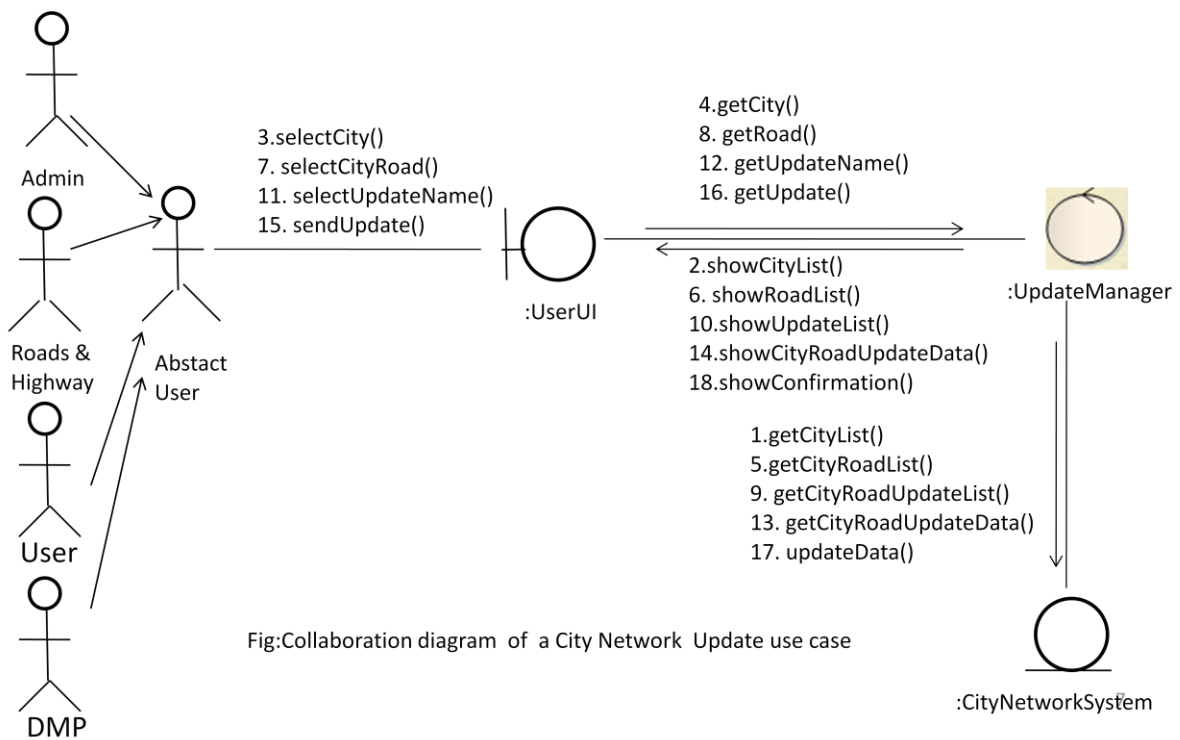 Admin
Roads &
Highway
User
DMP
Abstact
User
3.selectCity()
7. selectCityRoad()
11. selectUpdateName()
15. sendUpdate()
:UserUI
4.getCity()
8. getRoad()
12. getUpdateName()
16. getUpdate()
2.showCityList()
6. showRoadList()
10.showUpdateList()
14.showCityRoadUpdateData()
18.showConfirmation()
:UpdateManager
1.getCityList()
5.getCityRoadList()
9. getCityRoadUpdateList()
13. getCityRoadUpdateData()
17. updateData()
:CityNetworkSystem
7
Fig:Collaboration diagram of a City Network Update use case